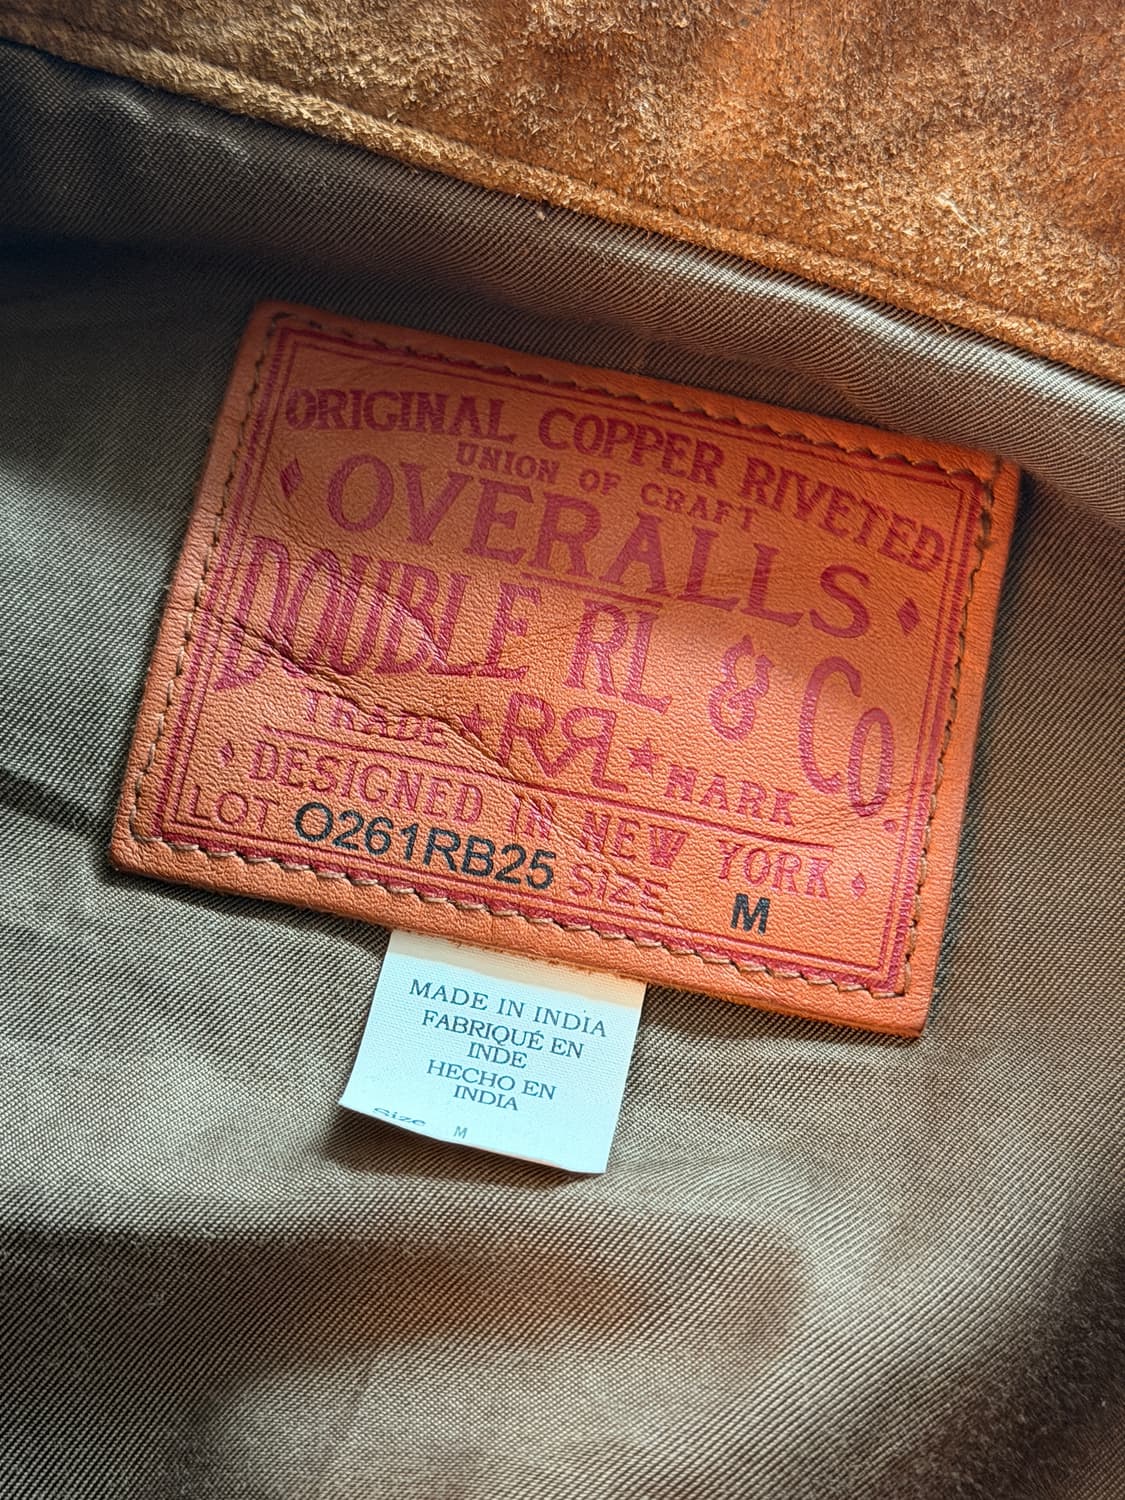 ORIGINAL COPPER RIVETED
UNION OF CRAFT
OVERALLS
DOUBLE RL & CO.
TRADE RRL MARK
DESIGNED IN NEW YORK
LOT O261RB25 SIZE M
MADE IN INDIA
FABRIQUÉ EN
INDE
HECHO EN
INDIA
Size M